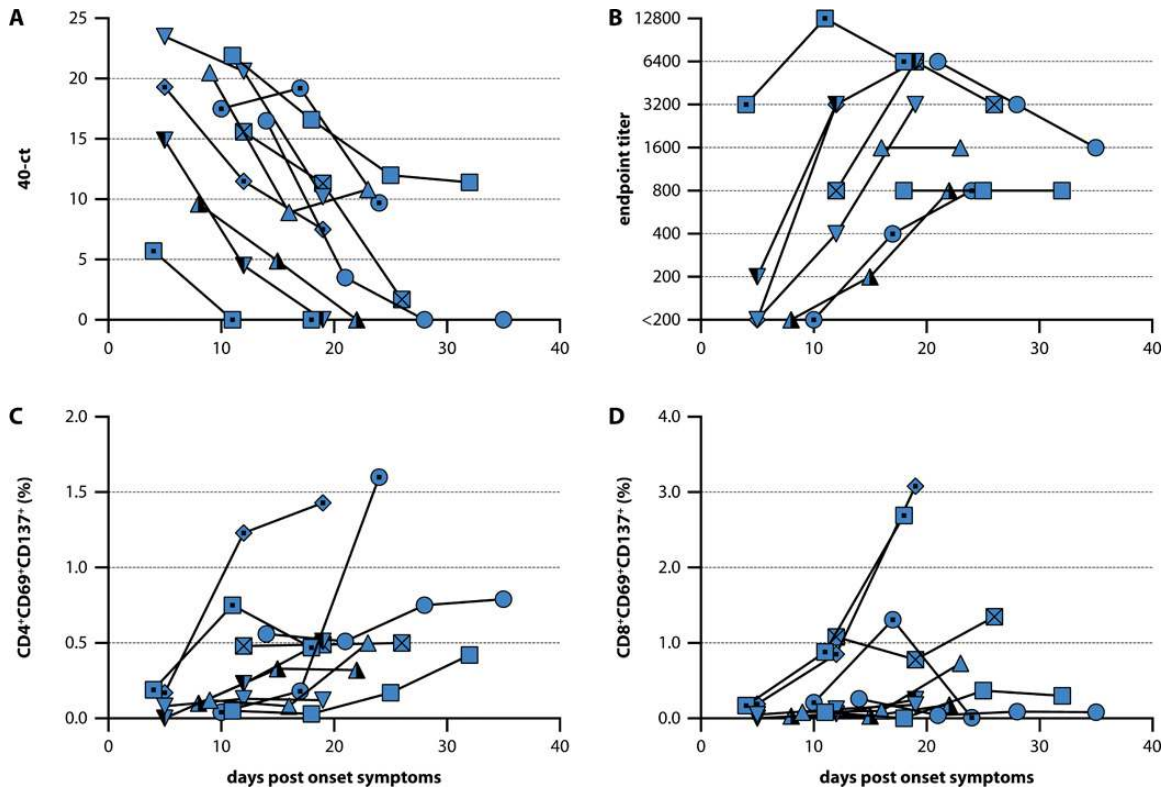 A
25
20
15
10
5
0
0 10 20 30 40
40-ct
B
12800
6400
3200
1600
800
400
200
<200
0 10 20 30 40
endpoint titer
C
2.0
1.5
1.0
0.5
0.0
0 10 20 30 40
CD4⁺CD69⁺CD137⁺ (%)
days post onset symptoms
D
4.0
3.0
2.0
1.0
0.0
0 10 20 30 40
CD8⁺CD69⁺CD137⁺ (%)
days post onset symptoms